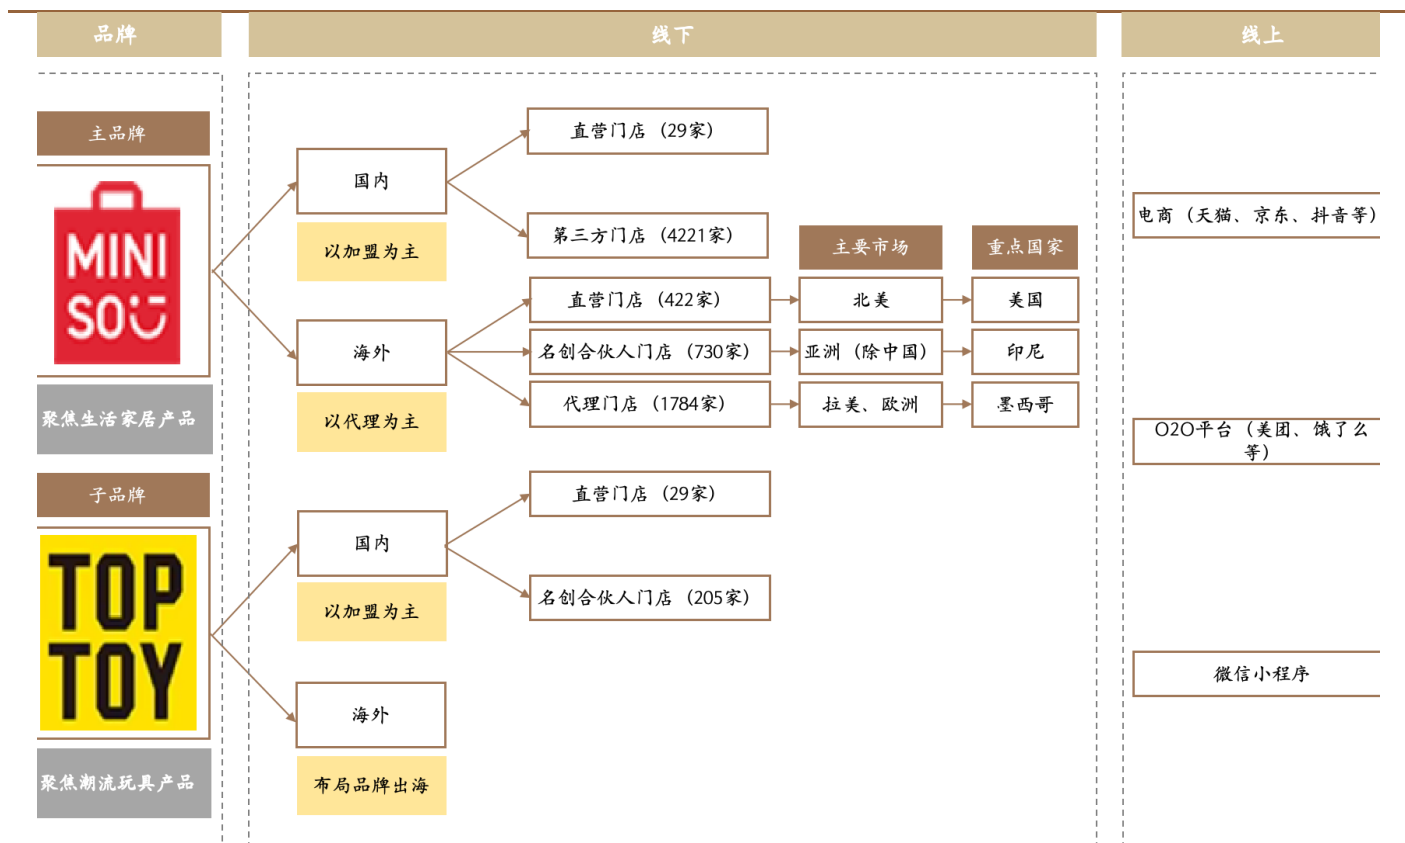 品牌
线下
线上
主品牌
MINI
SO
聚焦生活家居产品
国内
以加盟为主
直营门店（29家）
第三方门店（4221家）
海外
以代理为主
主要市场
重点国家
直营门店（422家）
北美
美国
名创合伙人门店（730家）
亚洲（除中国）
印尼
代理门店（1784家）
拉美、欧洲
墨西哥
子品牌
TOP
TOY
聚焦潮流玩具产品
国内
以加盟为主
直营门店（29家）
名创合伙人门店（205家）
海外
布局品牌出海
电商（天猫、京东、抖音等）
O2O平台（美团、饿了么
等）
微信小程序